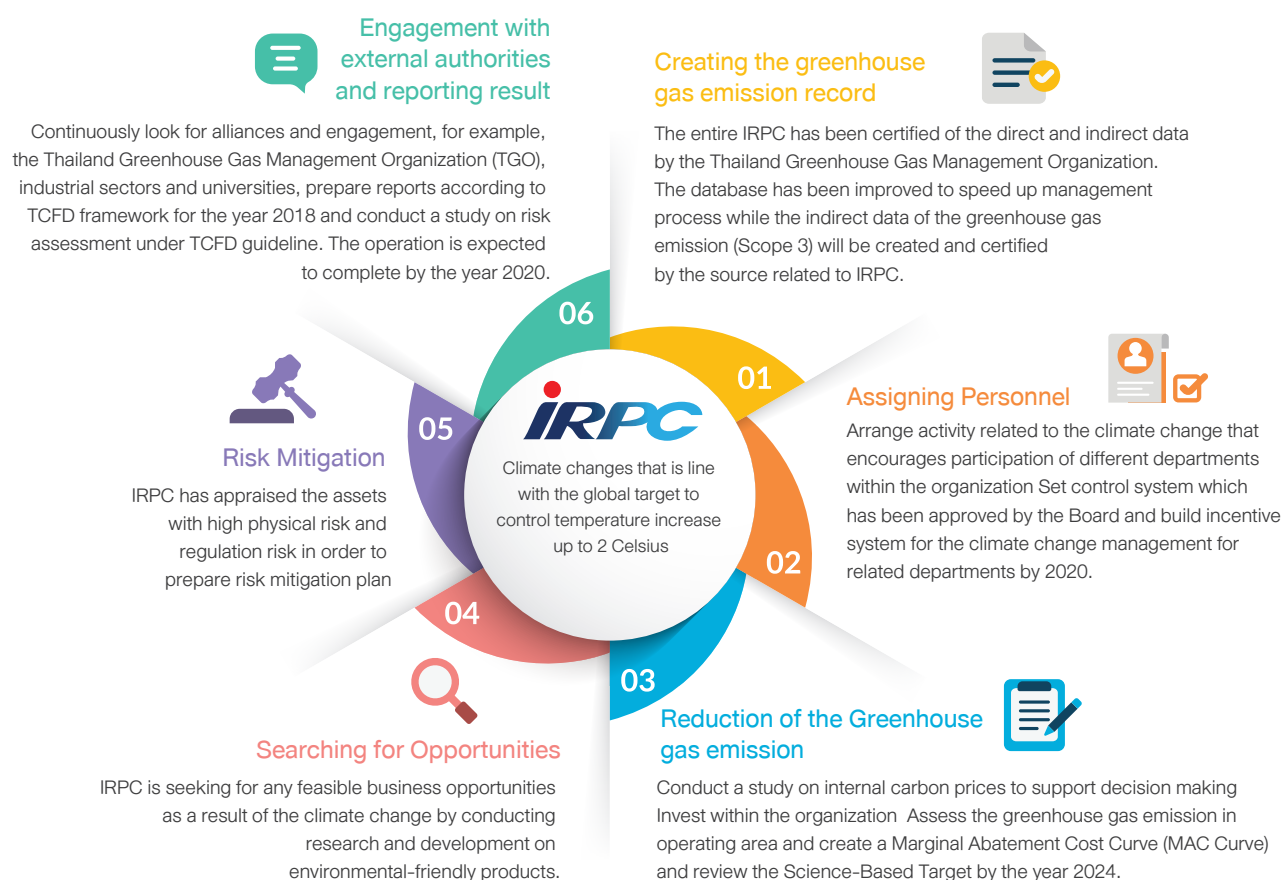 Engagement with
external authorities
and reporting result
Continuously look for alliances and engagement, for example,
the Thailand Greenhouse Gas Management Organization (TGO),
industrial sectors and universities, prepare reports according to
TCFD framework for the year 2018 and conduct a study on risk
assessment under TCFD guideline. The operation is expected
to complete by the year 2020.
06
Creating the greenhouse
gas emission record
The entire IRPC has been certified of the direct and indirect data
by the Thailand Greenhouse Gas Management Organization.
The database has been improved to speed up management
process while the indirect data of the greenhouse gas
emission (Scope 3) will be created and certified
by the source related to IRPC.
01
Assigning Personnel
Arrange activity related to the climate change that
encourages participation of different departments
within the organization Set control system which
has been approved by the Board and build incentive
system for the climate change management for
related departments by 2020.
02
IRPC
Climate changes that is line
with the global target to
control temperature increase
up to 2 Celsius
05
Risk Mitigation
IRPC has appraised the assets
with high physical risk and
regulation risk in order to
prepare risk mitigation plan
04
Searching for Opportunities
IRPC is seeking for any feasible business opportunities
as a result of the climate change by conducting
research and development on
environmental-friendly products.
03
Reduction of the Greenhouse
gas emission
Conduct a study on internal carbon prices to support decision making
Invest within the organization Assess the greenhouse gas emission in
operating area and create a Marginal Abatement Cost Curve (MAC Curve)
and review the Science-Based Target by the year 2024.